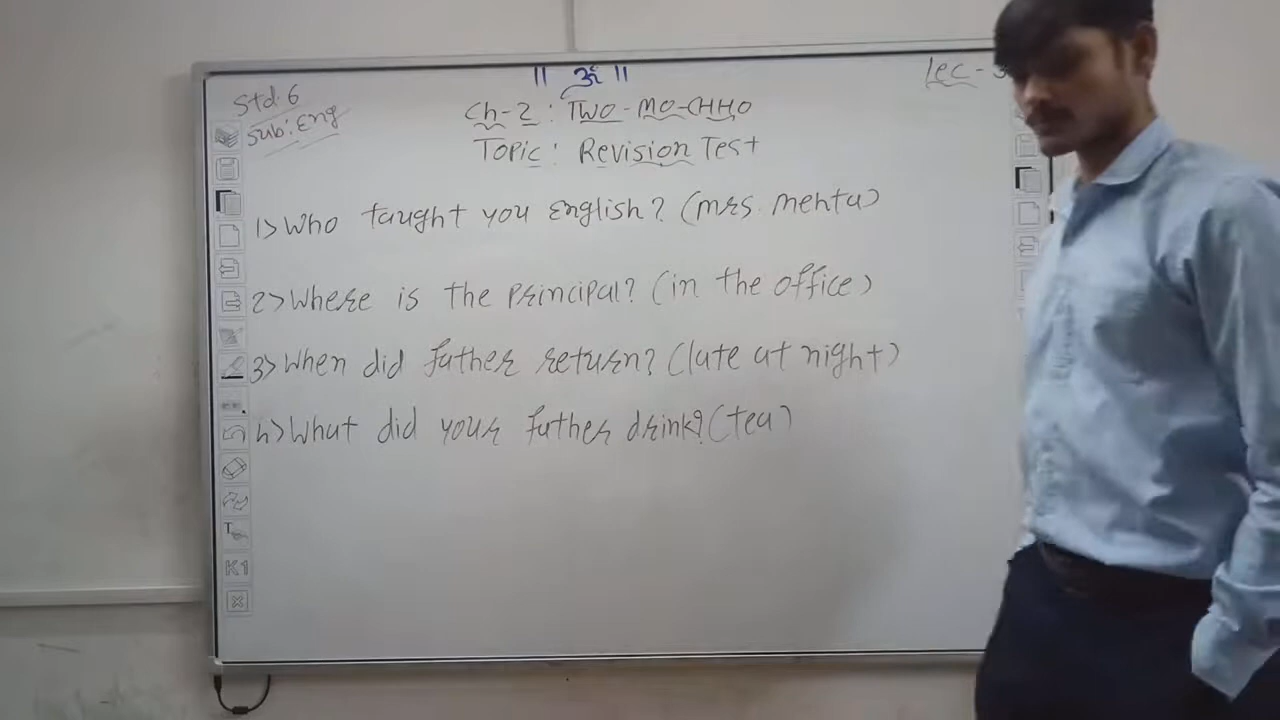 || ૐ ||
Std. 6
Sub: Eng
Lec -
Ch-2 : TWO-MO-CHHO
Topic : Revision Test
1> Who taught you English? (Mrs. Mehta)
2> Where is the principal? (in the office)
3> When did father return? (late at night)
4> What did your father drink? (tea)
T
K1